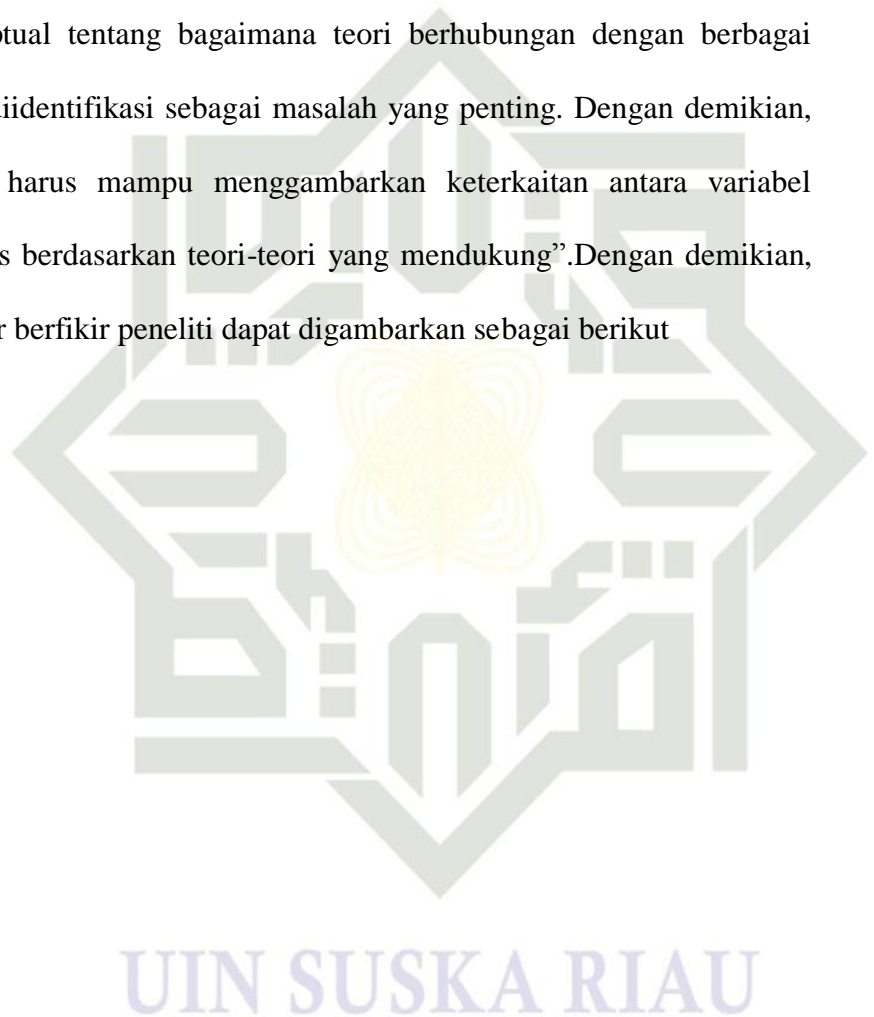 ptual tentang bagaimana teori berhubungan dengan berbagai
diidentifikasi sebagai masalah yang penting. Dengan demikian,
harus mampu menggambarkan keterkaitan antara variabel
s berdasarkan teori-teori yang mendukung”.Dengan demikian,
r berfikir peneliti dapat digambarkan sebagai berikut
UIN SUSKA RIAU